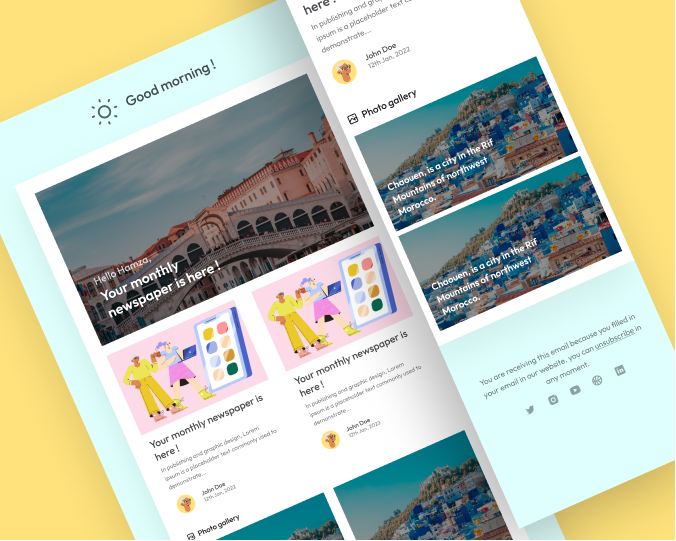 Good morning !
Hello Hamza,
Your monthly
newspaper is here !
Your monthly newspaper is
here !
In publishing and graphic design, Lorem
ipsum is a placeholder text used to
demonstrate...
John Doe
12th Jan, 2022
Your monthly newspaper is
here !
In publishing and graphic design, Lorem
ipsum is a placeholder text commonly used to
demonstrate...
John Doe
12th Jan, 2022
Photo gallery
here !
In publishing and gra
ipsum is a placeholder text co
demonstrate...
John Doe
12th Jan, 2022
Photo gallery
Chaouen, is a city in the Rif
Mountains of northwest
Morocco.
Chaouen, is a city in the Rif
Mountains of northwest
Morocco.
You are receiving this email because you filled in
your email in our website. you can unsubscribe in
any moment.
in